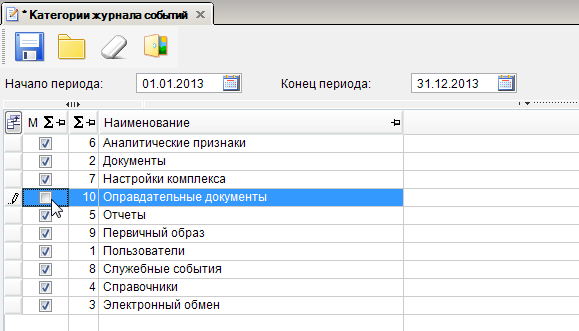 * Категории журнала событий
Начало периода: 01.01.2013 Конец периода: 31.12.2013
М Σ Σ Наименование
6 Аналитические признаки
2 Документы
7 Настройки комплекса
10 Оправдательные документы
5 Отчеты
9 Первичный образ
1 Пользователи
8 Служебные события
4 Справочники
3 Электронный обмен